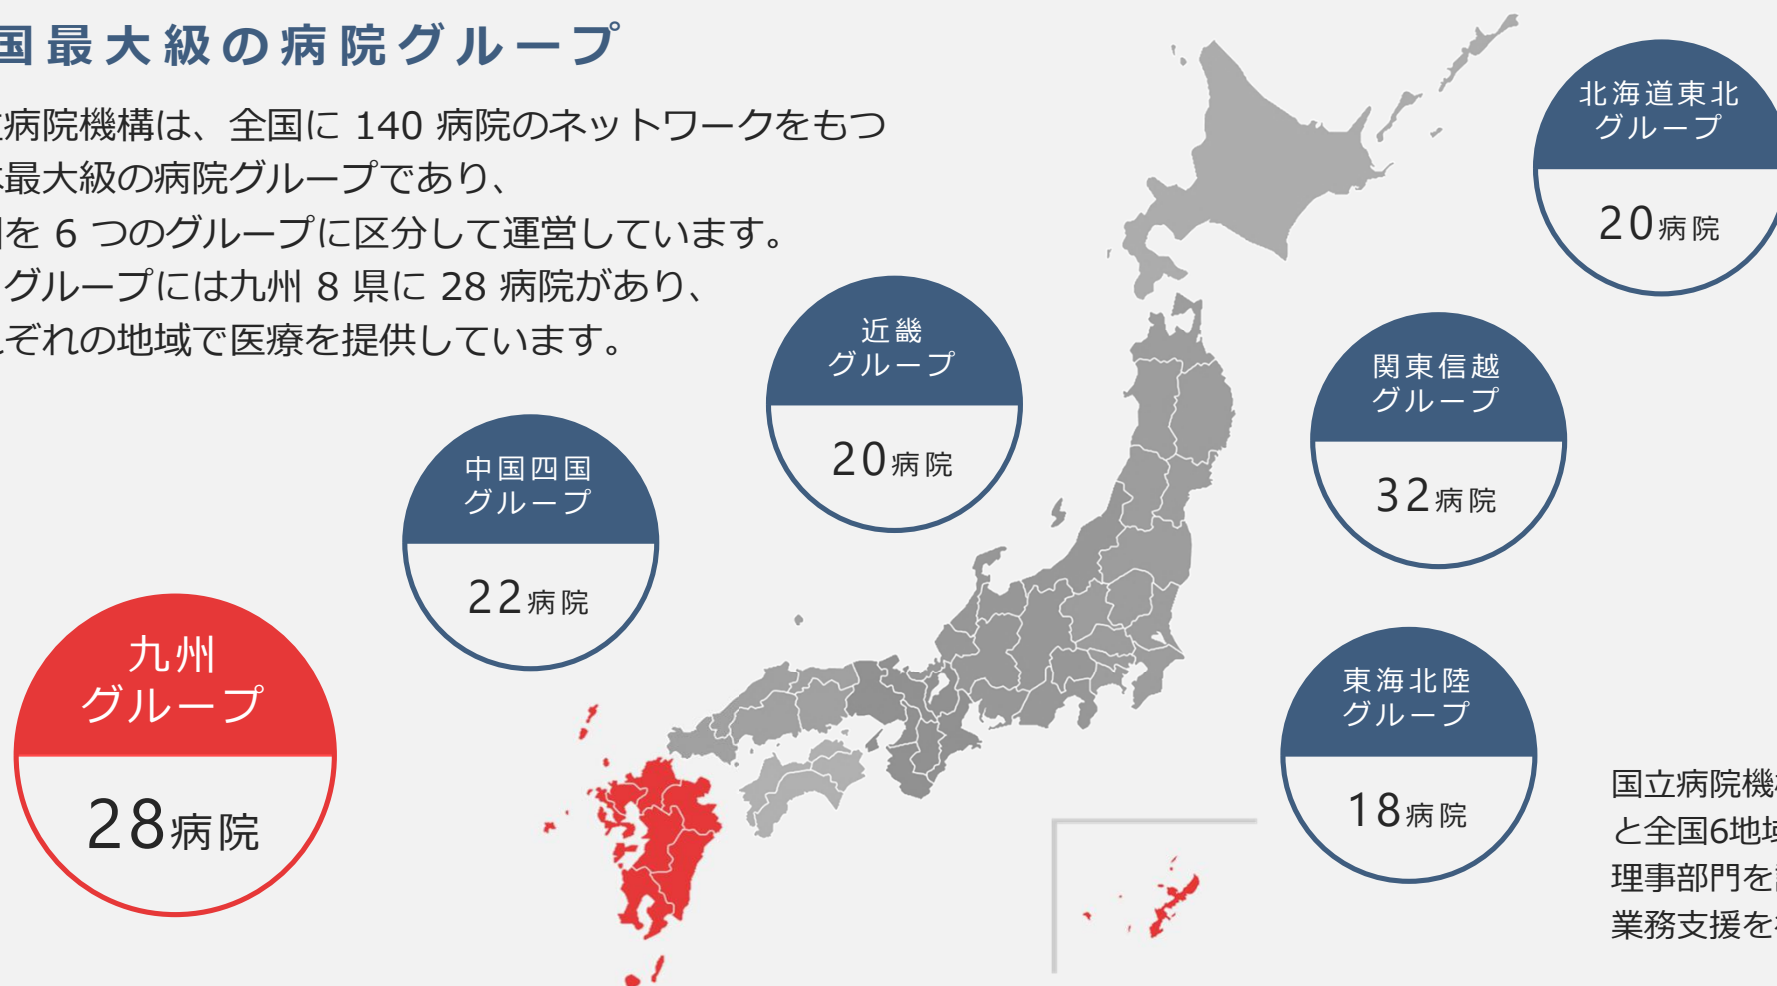 国最大級の病院グループ
病院機構は、全国に 140 病院のネットワークをもつ
最大級の病院グループであり、
を 6 つのグループに区分して運営しています。
グループには九州 8 県に 28 病院があり、
ぞれの地域で医療を提供しています。
北海道東北
グループ
20病院
近畿
グループ
20病院
関東信越
グループ
32病院
中国四国
グループ
22病院
九州
グループ
28病院
東海北陸
グループ
18病院
国立病院機
と全国6地
理事部門を
業務支援を